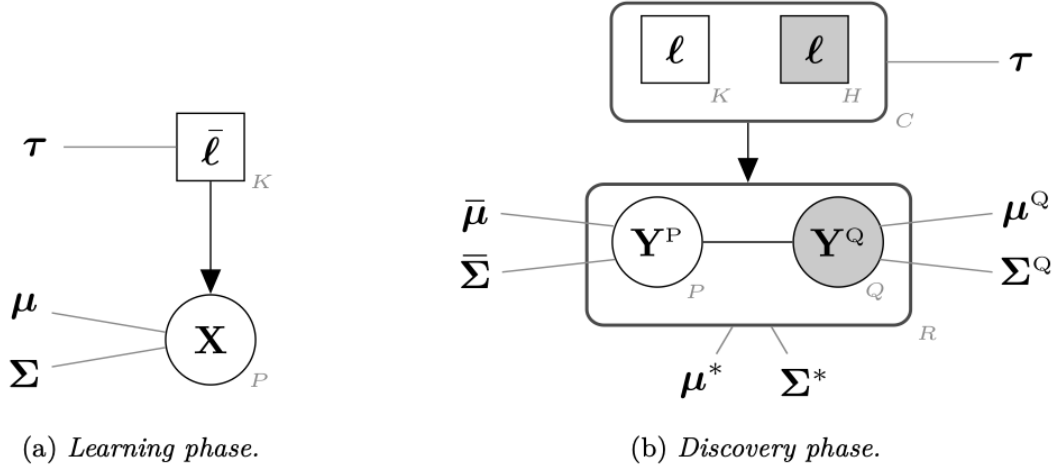 τ
ℓ̄
K
μ
Σ
X
P
(a) Learning phase.
ℓ
K
ℓ
H
C
τ
μ̄
Σ̄
Y^P
P
Y^Q
Q
R
μ^Q
Σ^Q
μ*
Σ*
(b) Discovery phase.